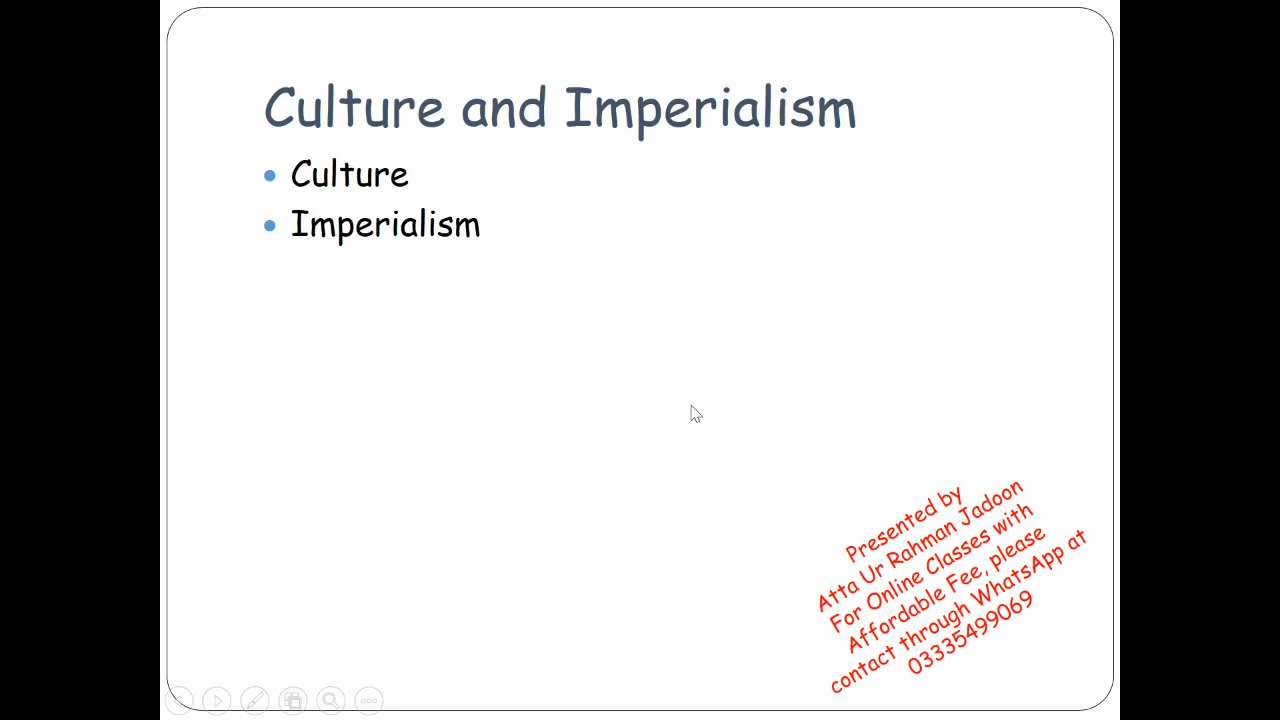 Culture and Imperialism
Culture
Imperialism
Presented by
Atta Ur Rahman Jadoon
For Online Classes with
Affordable Fee, please
contact through WhatsApp at
03335499069